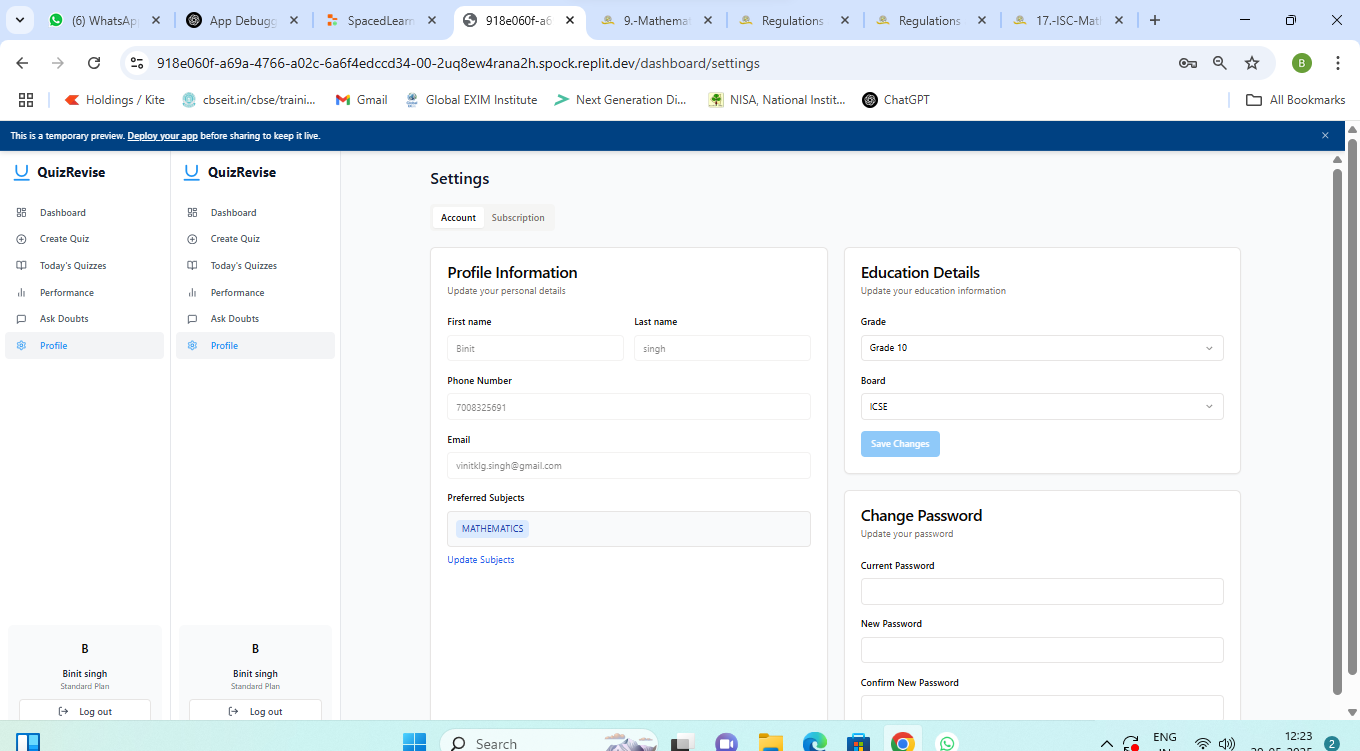 (6) WhatsAp
App Debugg
SpacedLearn
918e060f-a6
9.-Mathema
Regulations
Regulations
17.-ISC-Mat
918e060f-a69a-4766-a02c-6a6f4edccd34-00-2uq8ew4rana2h.spock.replit.dev/dashboard/settings
B
Holdings / Kite
cbseit.in/cbse/traini...
Gmail
Global EXIM Institute
Next Generation Di...
NISA, National Instit...
ChatGPT
All Bookmarks
This is a temporary preview. Deploy your app before sharing to keep it live.
QuizRevise
Dashboard
Create Quiz
Today's Quizzes
Performance
Ask Doubts
Profile
B
Binit singh
Standard Plan
Log out
QuizRevise
Dashboard
Create Quiz
Today's Quizzes
Performance
Ask Doubts
Profile
B
Binit singh
Standard Plan
Log out
Settings
Account Subscription
Profile Information
Update your personal details
First name Last name
Binit singh
Phone Number
7008325691
Email
vinitklg.singh@gmail.com
Preferred Subjects
MATHEMATICS
Update Subjects
Education Details
Update your education information
Grade
Grade 10
Board
ICSE
Save Changes
Change Password
Update your password
Current Password
New Password
Confirm New Password
Search
ENG
12:23
2